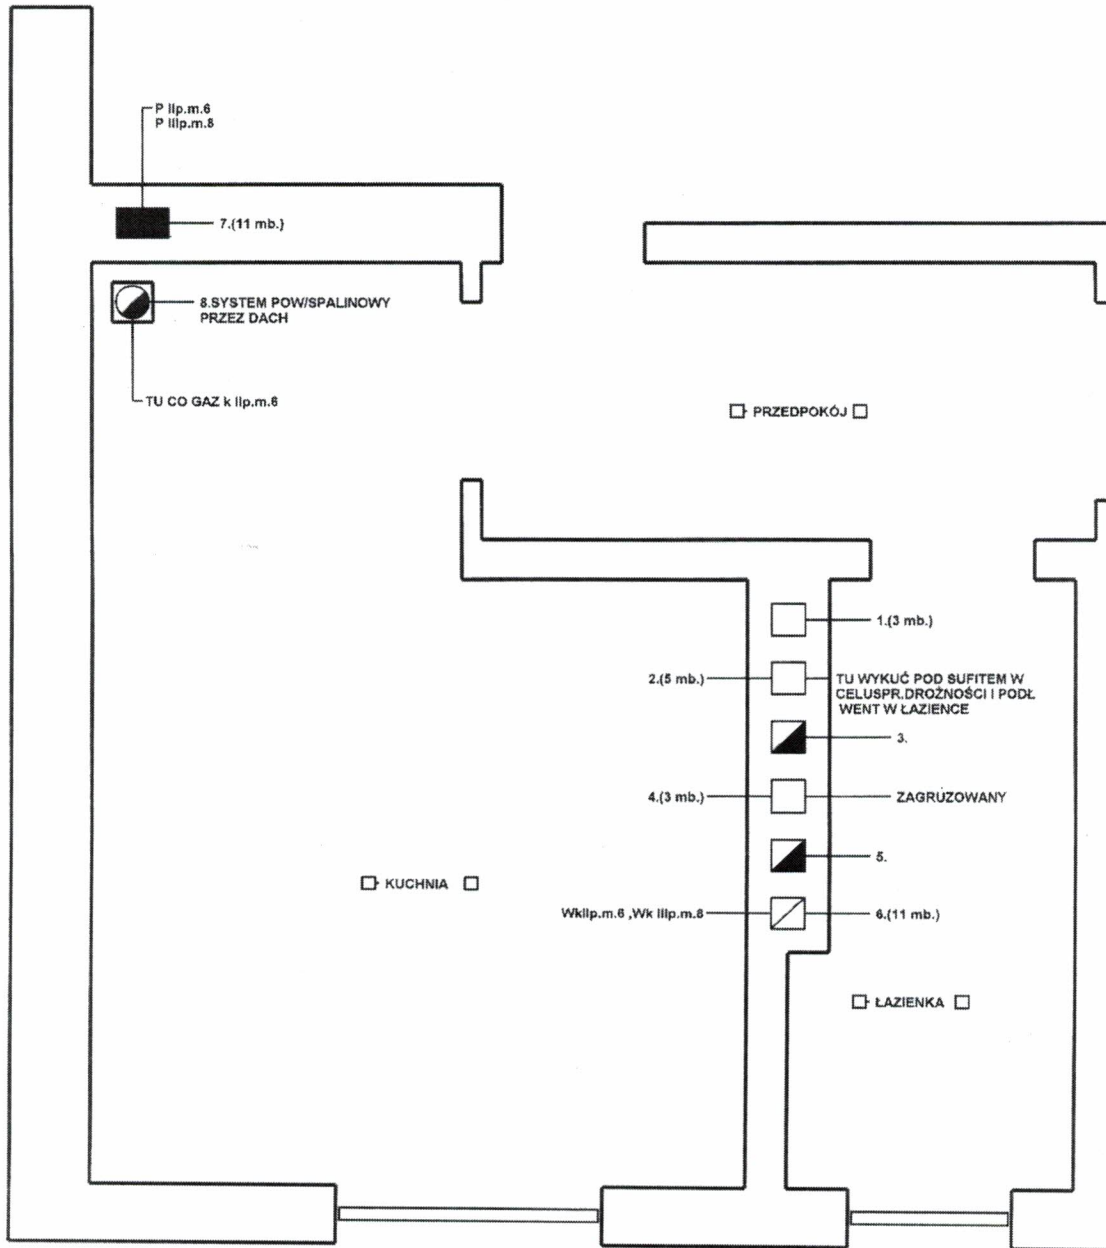 P IIp.m.6
P IIIp.m.8
7.(11 mb.)
8.SYSTEM POW/SPALINOWY
PRZEZ DACH
TU CO GAZ k IIp.m.6
PRZEDPOKÓJ
1.(3 mb.)
2.(5 mb.)
TU WYKUĆ POD SUFITEM W
CELUSPR.DROŻNOŚCI I PODŁ
WENT W ŁAZIENCE
3.
4.(3 mb.)
ZAGRUZOWANY
5.
KUCHNIA
WkIIp.m.6 ,Wk IIIp.m.8
6.(11 mb.)
ŁAZIENKA